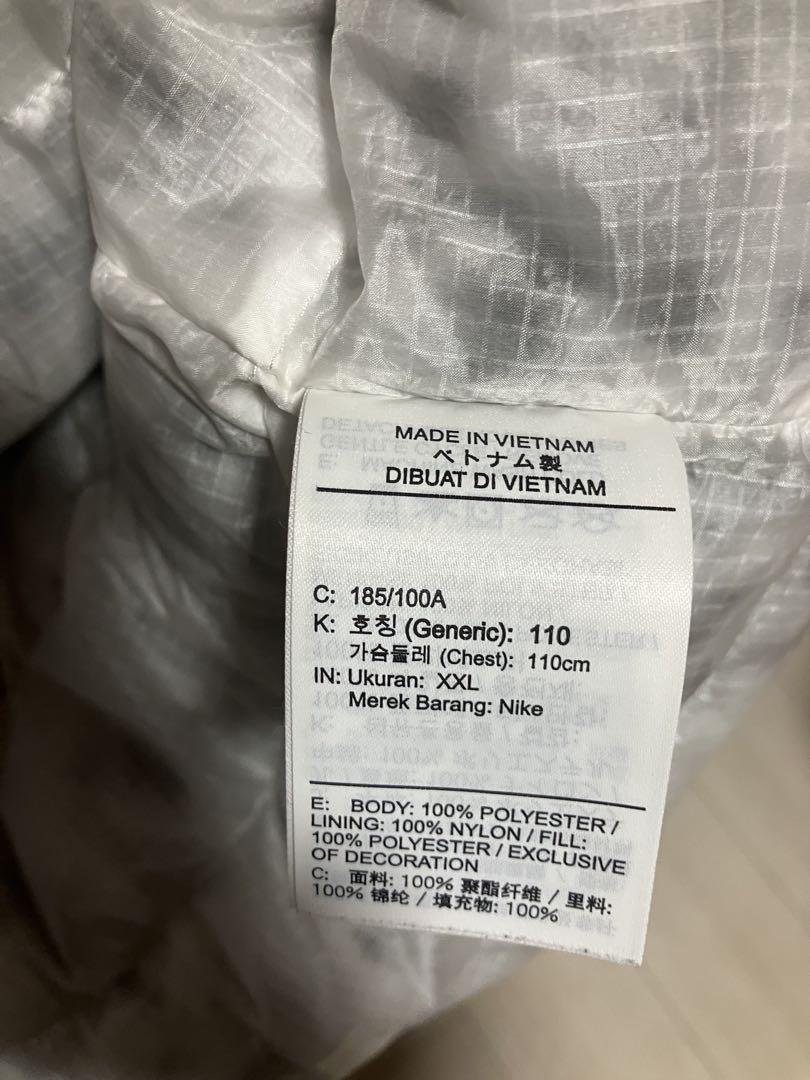 MADE IN VIETNAM
ベトナム製
DIBUAT DI VIETNAM
C: 185/100A
K: 호칭 (Generic): 110
가슴둘레 (Chest): 110cm
IN: Ukuran: XXL
Merek Barang: Nike
E: BODY: 100% POLYESTER /
LINING: 100% NYLON / FILL:
100% POLYESTER / EXCLUSIVE
OF DECORATION
C: 面料: 100% 聚酯纤维 / 里料:
100% 锦纶 / 填充物: 100%